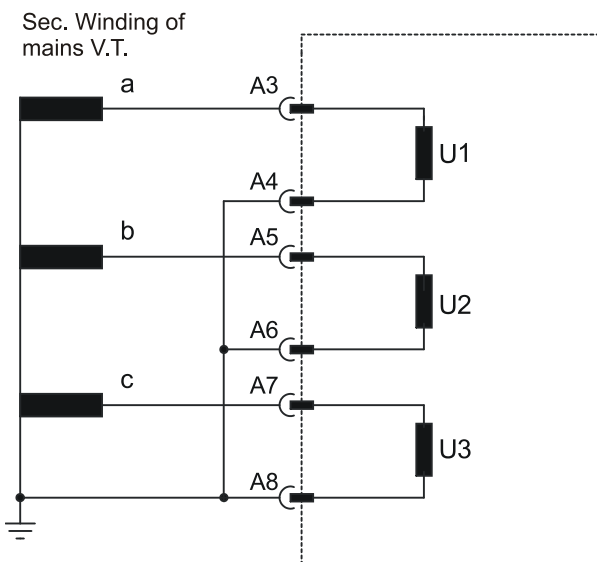 Sec. Winding of
mains V.T.
a
A3
U1
A4
b
A5
U2
A6
c
A7
U3
A8